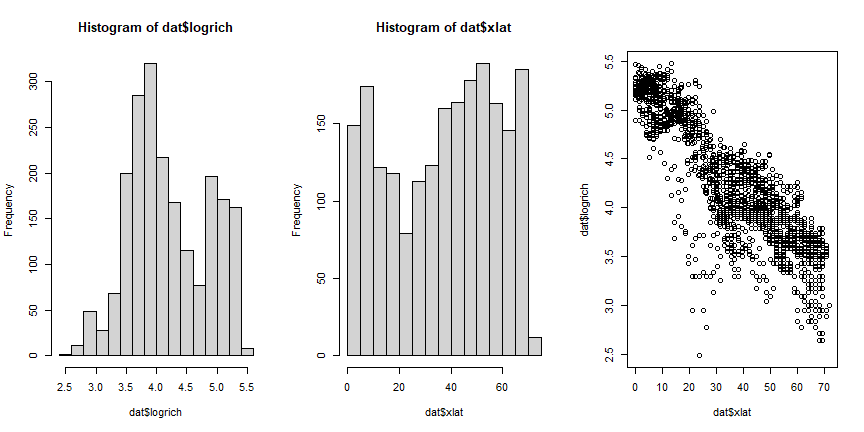 Histogram of dat$logrich
Frequency
0 50 100 150 200 250 300
2.5 3.0 3.5 4.0 4.5 5.0 5.5
dat$logrich
Histogram of dat$xlat
Frequency
0 50 100 150
0 20 40 60
dat$xlat
dat$logrich
2.5 3.0 3.5 4.0 4.5 5.0 5.5
0 10 20 30 40 50 60 70
dat$xlat